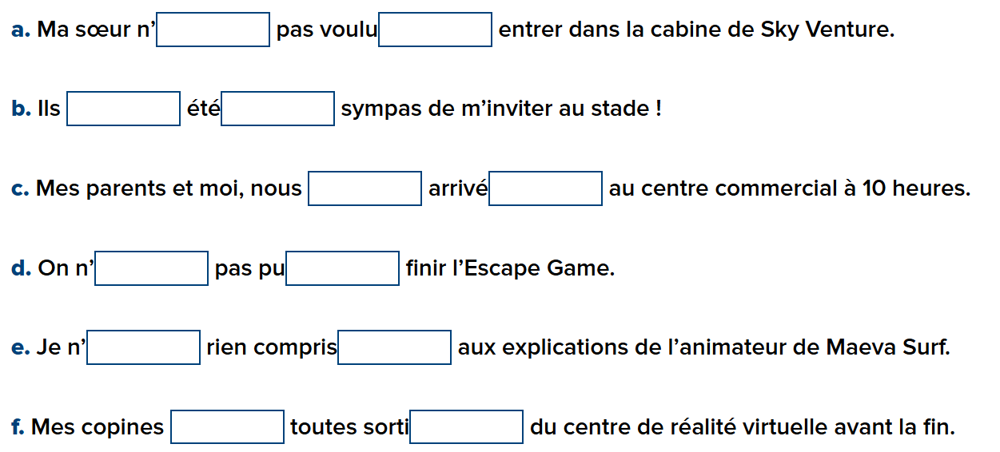 a. Ma sœur n’ pas voulu entrer dans la cabine de Sky Venture.
b. Ils été sympas de m’inviter au stade !
c. Mes parents et moi, nous arrivé au centre commercial à 10 heures.
d. On n’ pas pu finir l’Escape Game.
e. Je n’ rien compris aux explications de l’animateur de Maeva Surf.
f. Mes copines toutes sorti du centre de réalité virtuelle avant la fin.